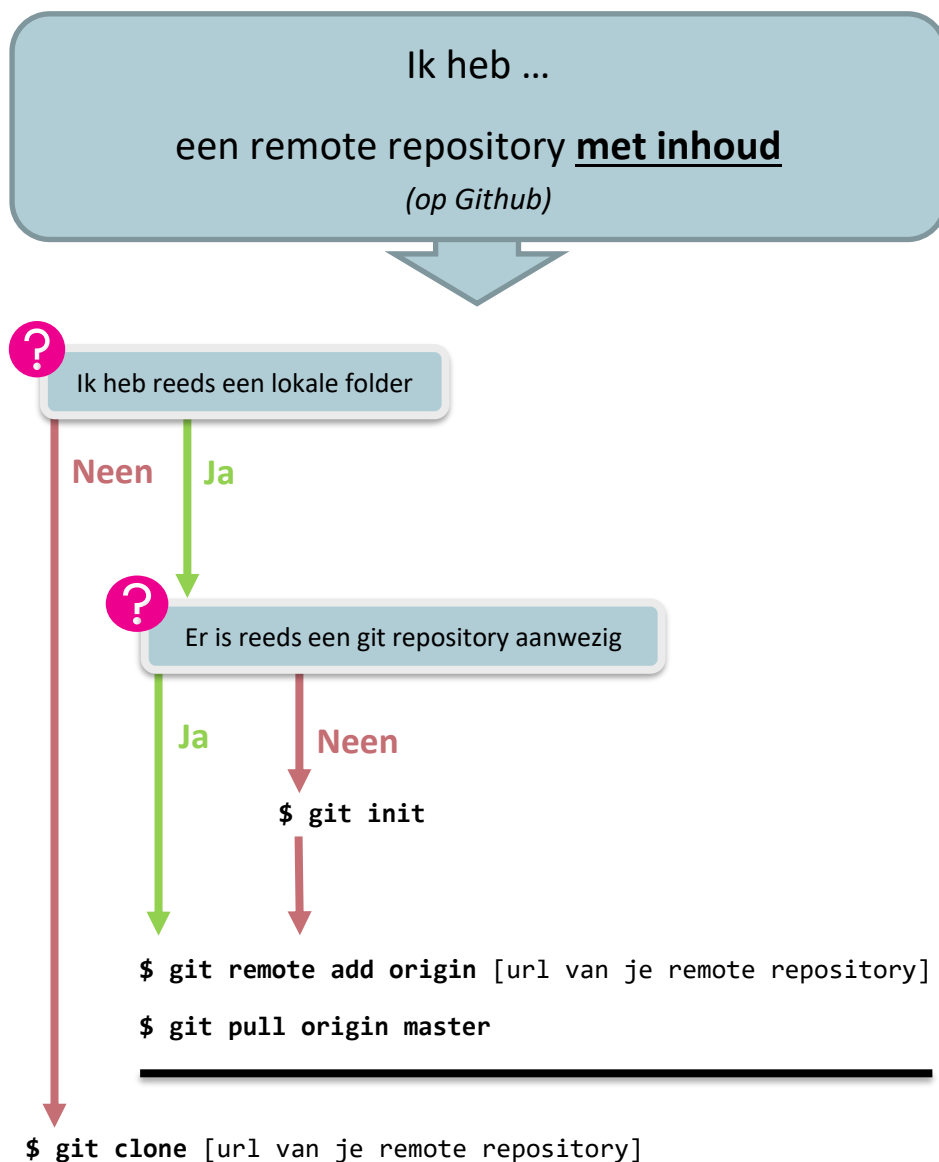 Ik heb …
een remote repository met inhoud
(op Github)
?
Ik heb reeds een lokale folder
Neen
Ja
?
Er is reeds een git repository aanwezig
Ja
Neen
$ git init
$ git remote add origin [url van je remote repository]
$ git pull origin master
$ git clone [url van je remote repository]